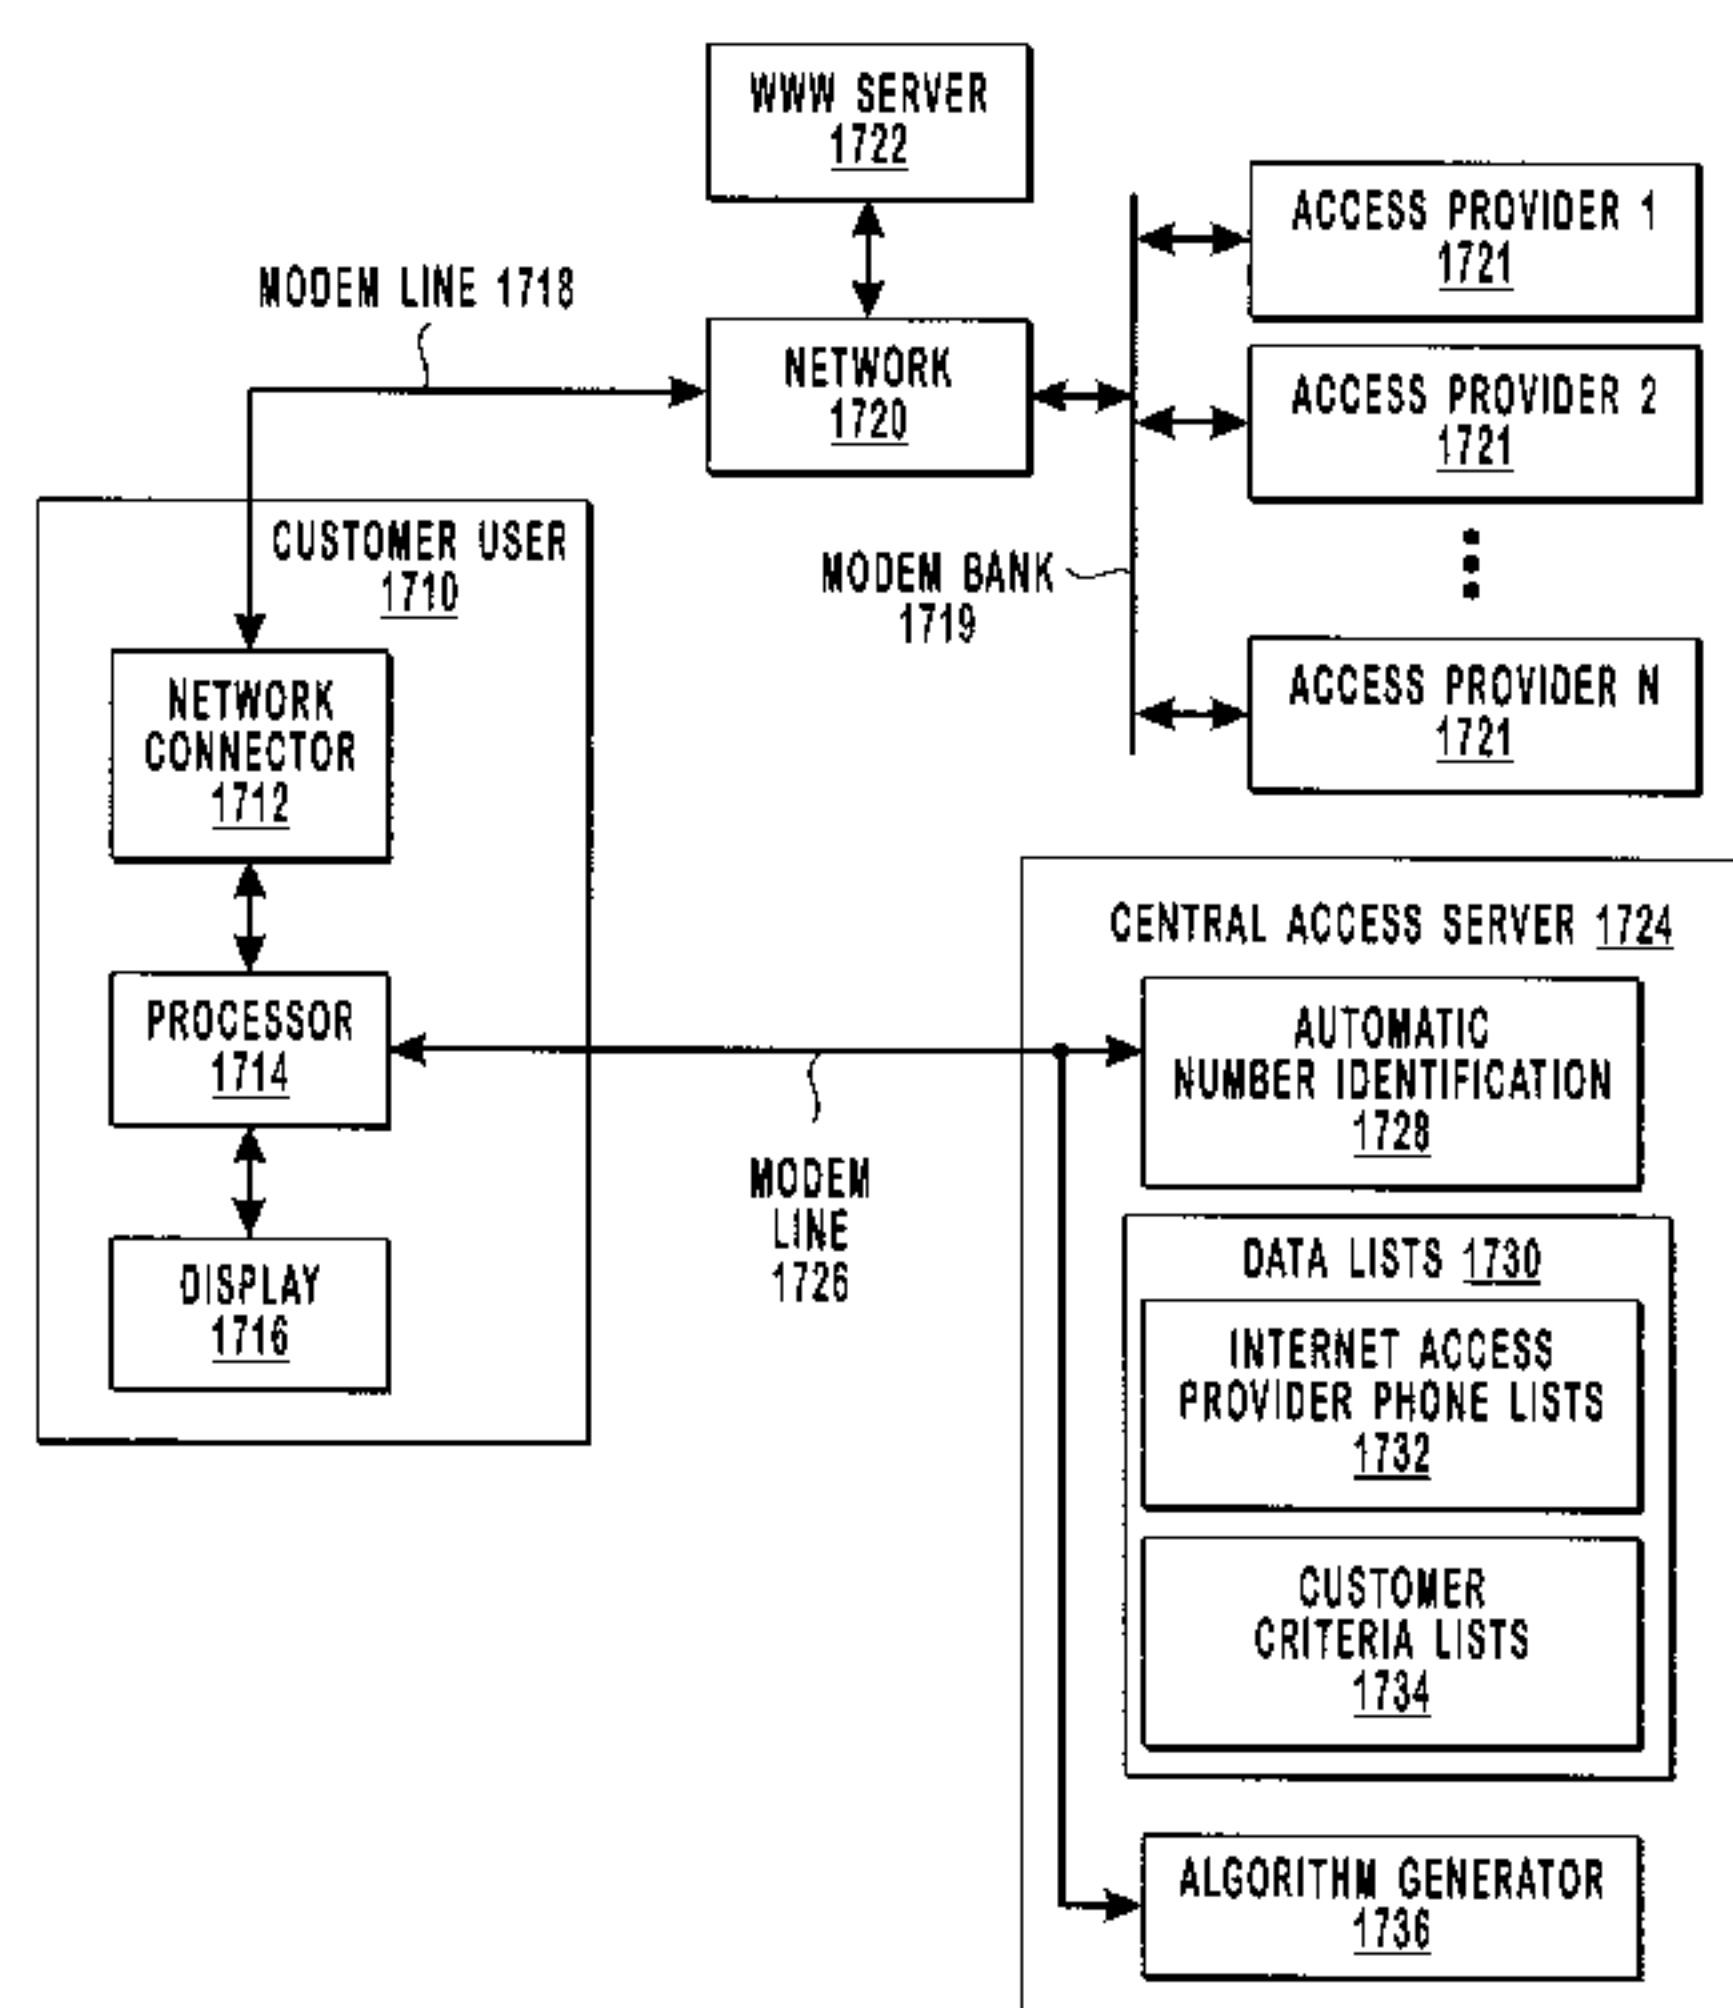 WWW SERVER
1722
ACCESS PROVIDER 1
1721
MODEM LINE 1718
NETWORK
1720
ACCESS PROVIDER 2
1721
CUSTOMER USER
1710
MODEM BANK
1719
ACCESS PROVIDER N
1721
NETWORK
CONNECTOR
1712
CENTRAL ACCESS SERVER 1724
PROCESSOR
1714
AUTOMATIC
NUMBER IDENTIFICATION
1728
MODEM
LINE
1726
DISPLAY
1716
DATA LISTS 1730
INTERNET ACCESS
PROVIDER PHONE LISTS
1732
CUSTOMER
CRITERIA LISTS
1734
ALGORITHM GENERATOR
1736